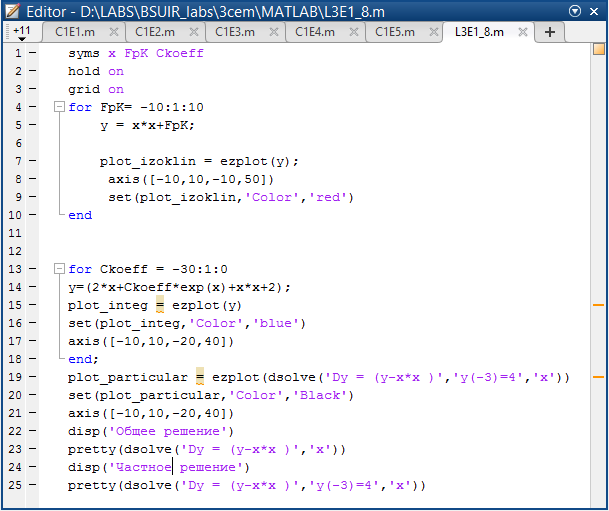 Editor - D:\LABS\BSUIR_labs\3cem\MATLAB\L3E1_8.m
+11 C1E1.m C1E2.m C1E3.m C1E4.m C1E5.m L3E1_8.m
1 – syms x FpK Ckoeff
2 – hold on
3 – grid on
4 – for FpK= -10:1:10
5 – y = x*x+FpK;
6
7 – plot_izoklin = ezplot(y);
8 – axis([-10,10,-10,50])
9 – set(plot_izoklin,'Color','red')
10 – end
11
12
13 – for Ckoeff = -30:1:0
14 – y=(2*x+Ckoeff*exp(x)+x*x+2);
15 – plot_integ = ezplot(y)
16 – set(plot_integ,'Color','blue')
17 – axis([-10,10,-20,40])
18 – end;
19 – plot_particular = ezplot(dsolve('Dy = (y-x*x )','y(-3)=4','x'))
20 – set(plot_particular,'Color','Black')
21 – axis([-10,10,-20,40])
22 – disp('Общее решение')
23 – pretty(dsolve('Dy = (y-x*x )','x'))
24 – disp('Частное решение')
25 – pretty(dsolve('Dy = (y-x*x )','y(-3)=4','x'))